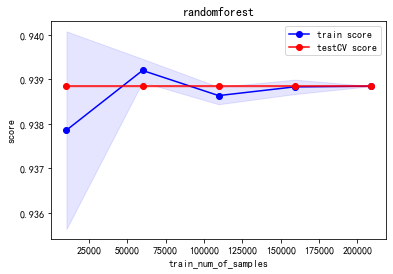 randomforest
train score
testCV score
0.940
0.939
0.938
0.937
0.936
score
25000 50000 75000 100000 125000 150000 175000 200000
train_num_of_samples